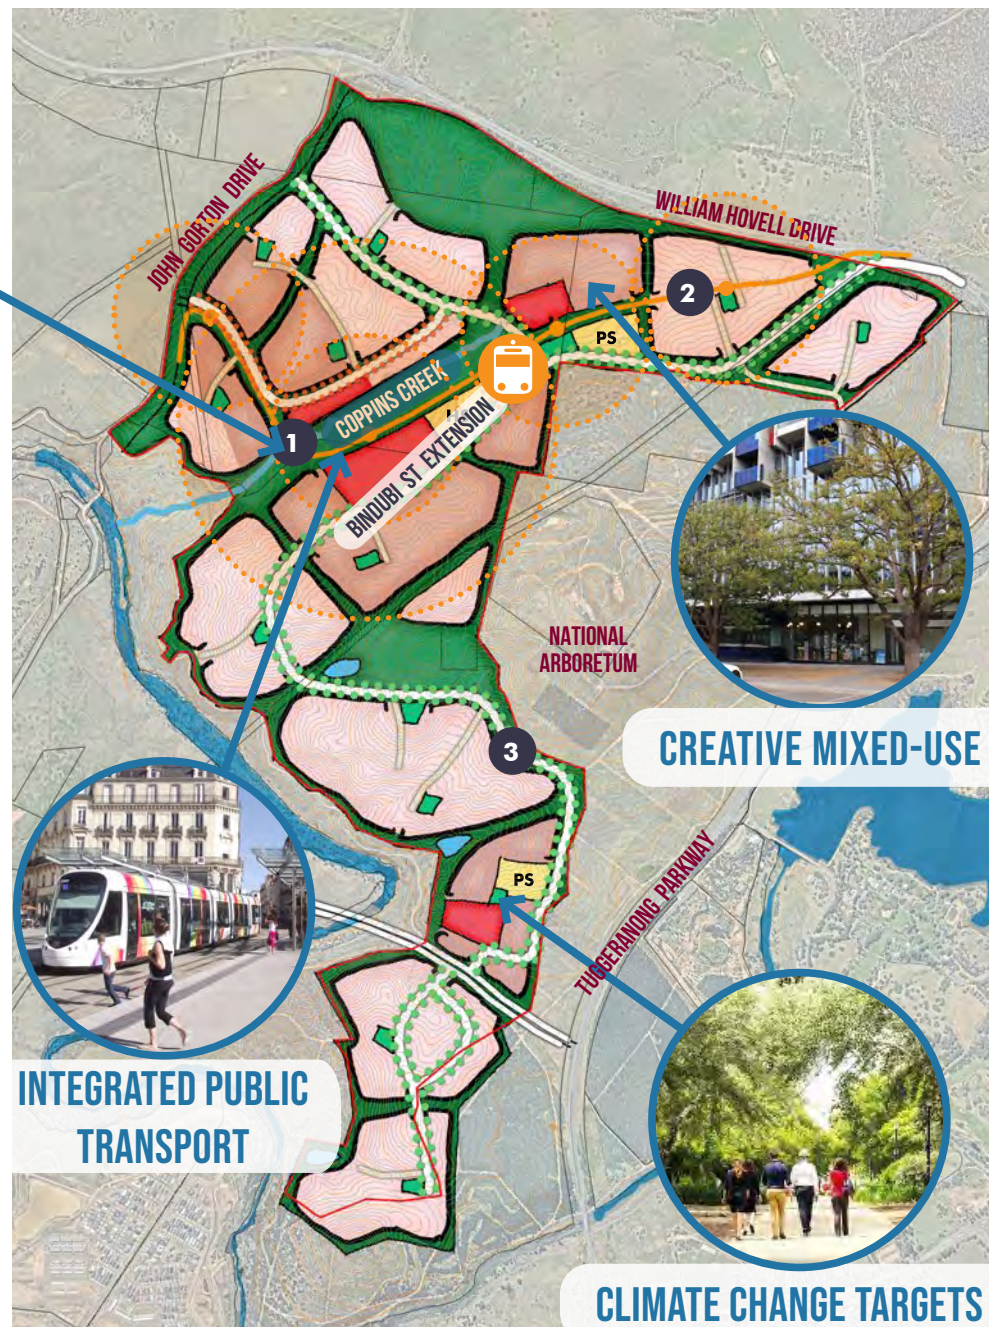 JOHN GORTON DRIVE
WILLIAM HOVELL DRIVE
2
PS
COPPINS CREEK
1
BINDUBI ST EXTENSION
NATIONAL
ARBORETUM
CREATIVE MIXED-USE
3
TUGGERANONG PARKWAY
PS
INTEGRATED PUBLIC
TRANSPORT
CLIMATE CHANGE TARGETS